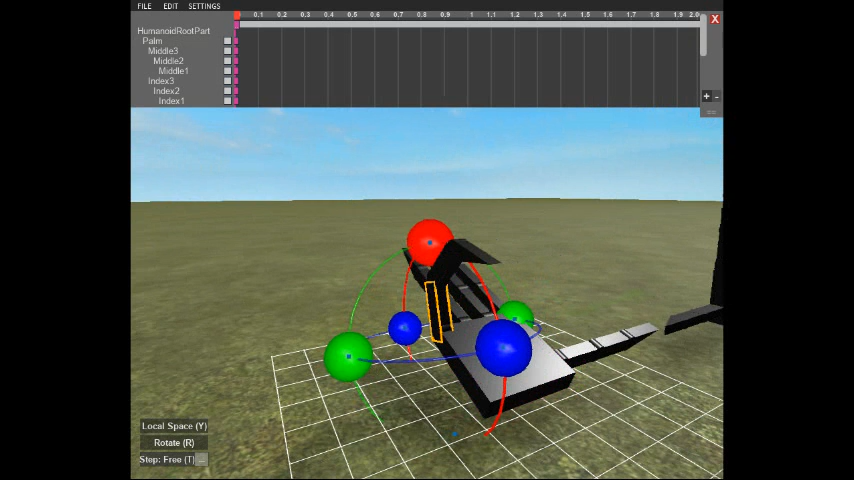 FILE EDIT SETTINGS
0.1 0.2 0.3 0.4 0.5 0.6 0.7 0.8 0.9 1 1.1 1.2 1.3 1.4 1.5 1.6 1.7 1.8 1.9 2.0
X
HumanoidRootPart
Palm
Middle3
Middle2
Middle1
Index3
Index2
Index1
+ -
Local Space (Y)
Rotate (R)
Step: Free (T) ...